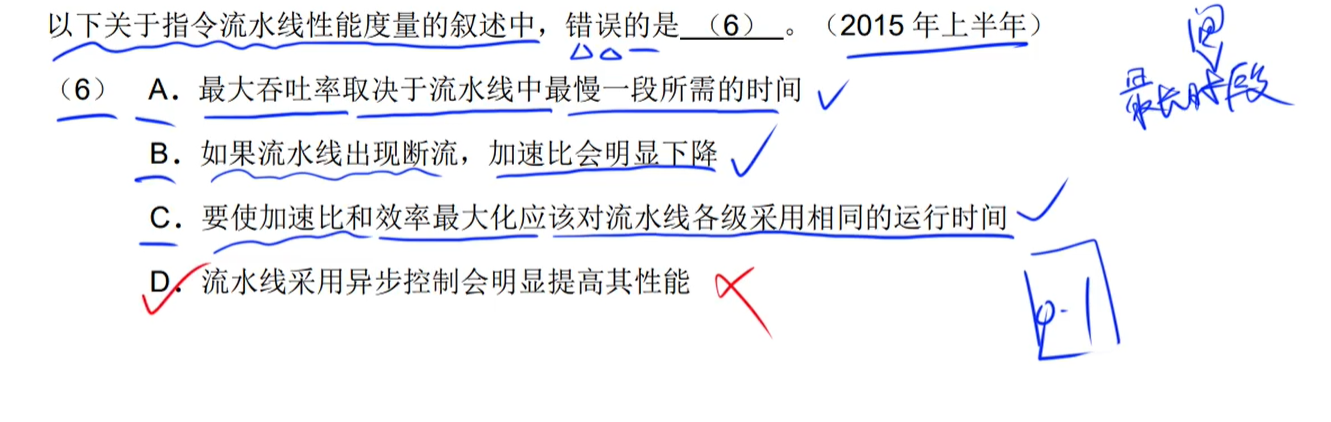 以下关于指令流水线性能度量的叙述中，错误的是（6）。（2015年上半年）
（6） A．最大吞吐率取决于流水线中最慢一段所需的时间
B．如果流水线出现断流，加速比会明显下降
C．要使加速比和效率最大化应该对流水线各级采用相同的运行时间
D．流水线采用异步控制会明显提高其性能
最长时段